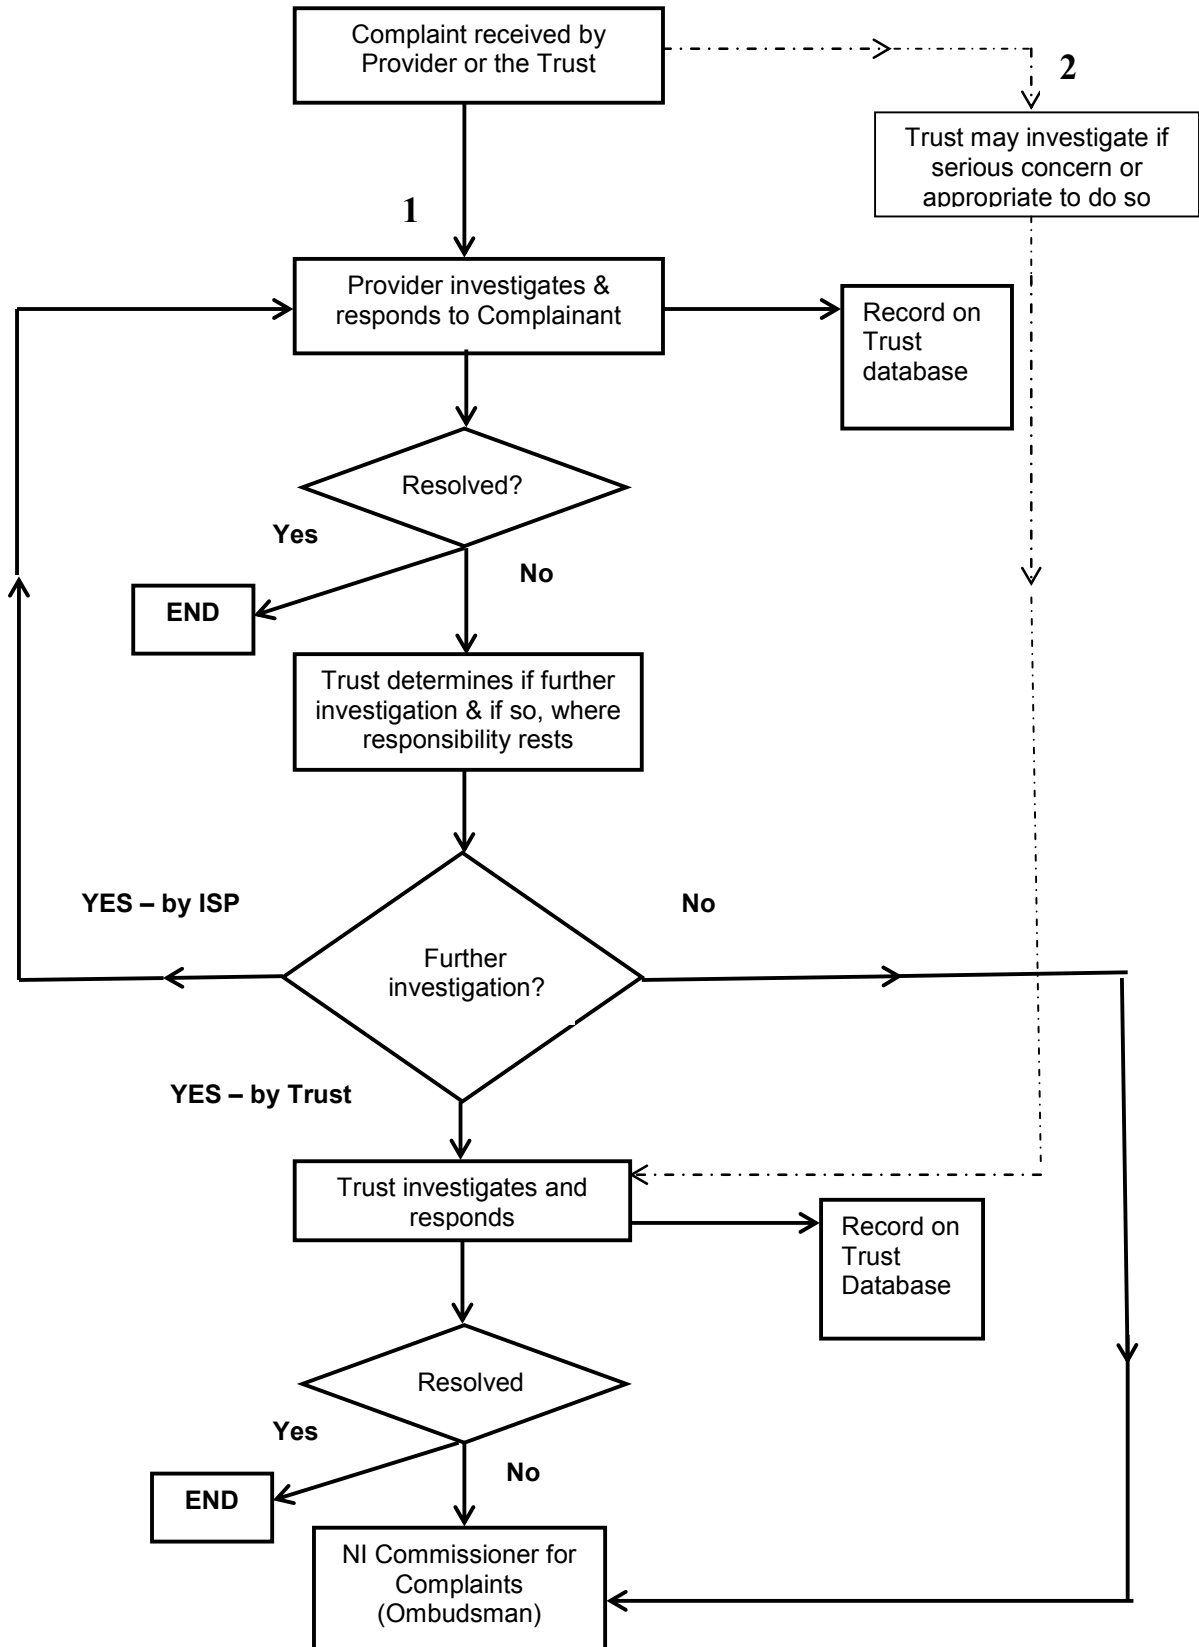 Complaint received by
Provider or the Trust
2
Trust may investigate if
serious concern or
appropriate to do so
1
Provider investigates &
responds to Complainant
Record on
Trust
database
Resolved?
Yes
No
END
Trust determines if further
investigation & if so, where
responsibility rests
YES – by ISP
No
Further
investigation?
YES – by Trust
Trust investigates and
responds
Record on
Trust
Database
Resolved
Yes
No
END
NI Commissioner for
Complaints
(Ombudsman)